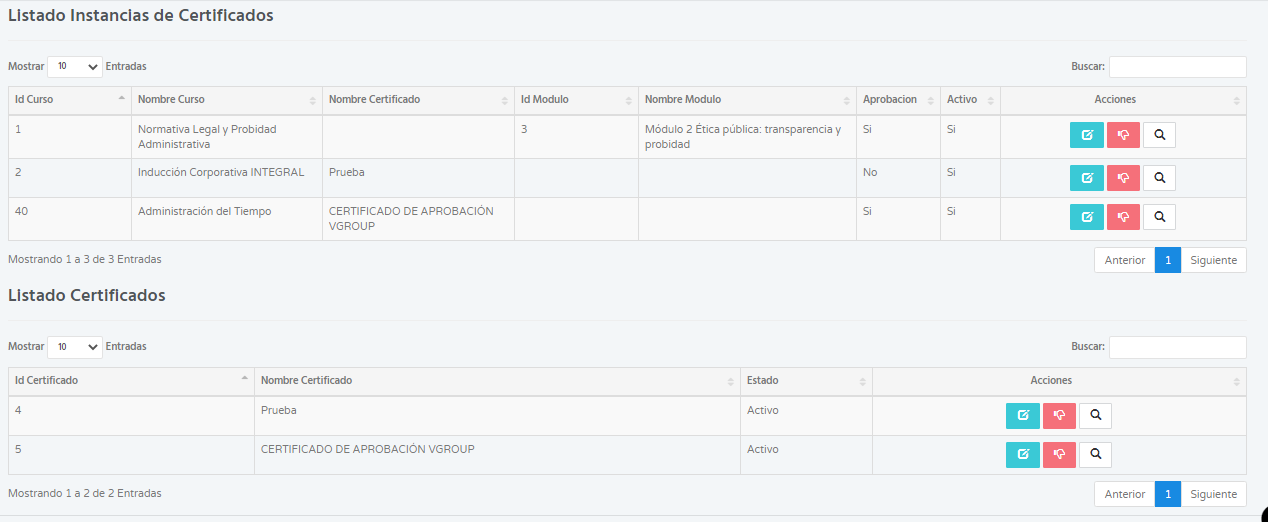 Listado Instancias de Certificados
Mostrar 10 Entradas Buscar:
Id Curso Nombre Curso Nombre Certificado Id Modulo Nombre Modulo Aprobacion Activo Acciones
1 Normativa Legal y Probidad 3 Módulo 2 Ética pública: transparencia y Si Si
Administrativa probidad
2 Inducción Corporativa INTEGRAL Prueba No Si
40 Administración del Tiempo CERTIFICADO DE APROBACIÓN Si Si
VGROUP
Mostrando 1 a 3 de 3 Entradas Anterior 1 Siguiente
Listado Certificados
Mostrar 10 Entradas Buscar:
Id Certificado Nombre Certificado Estado Acciones
4 Prueba Activo
5 CERTIFICADO DE APROBACIÓN VGROUP Activo
Mostrando 1 a 2 de 2 Entradas Anterior 1 Siguiente